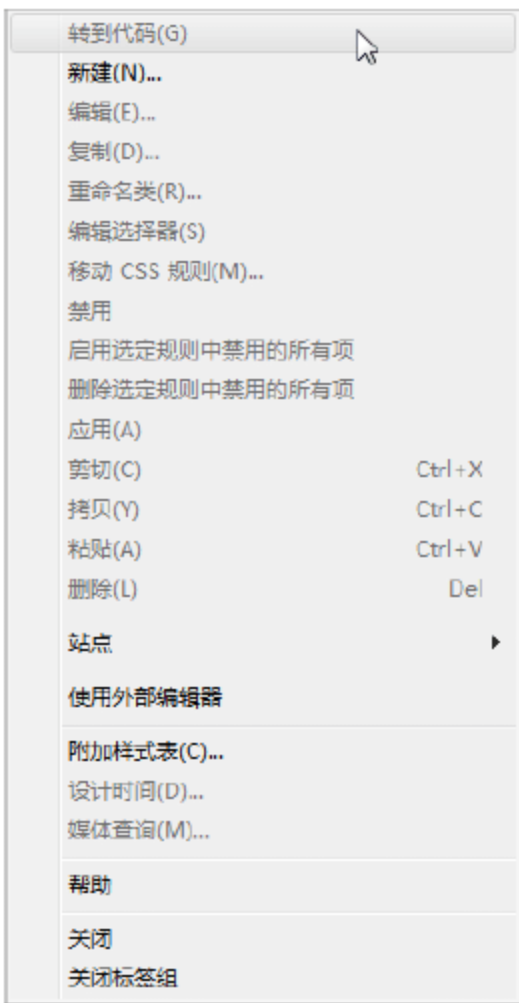 转到代码(G)
新建(N)...
编辑(E)...
复制(D)...
重命名类(R)...
编辑选择器(S)
移动 CSS 规则(M)...
禁用
启用选定规则中禁用的所有项
删除选定规则中禁用的所有项
应用(A)
剪切(C) Ctrl+X
拷贝(Y) Ctrl+C
粘贴(A) Ctrl+V
删除(L) Del
站点
使用外部编辑器
附加样式表(C)...
设计时间(D)...
媒体查询(M)...
帮助
关闭
关闭标签组